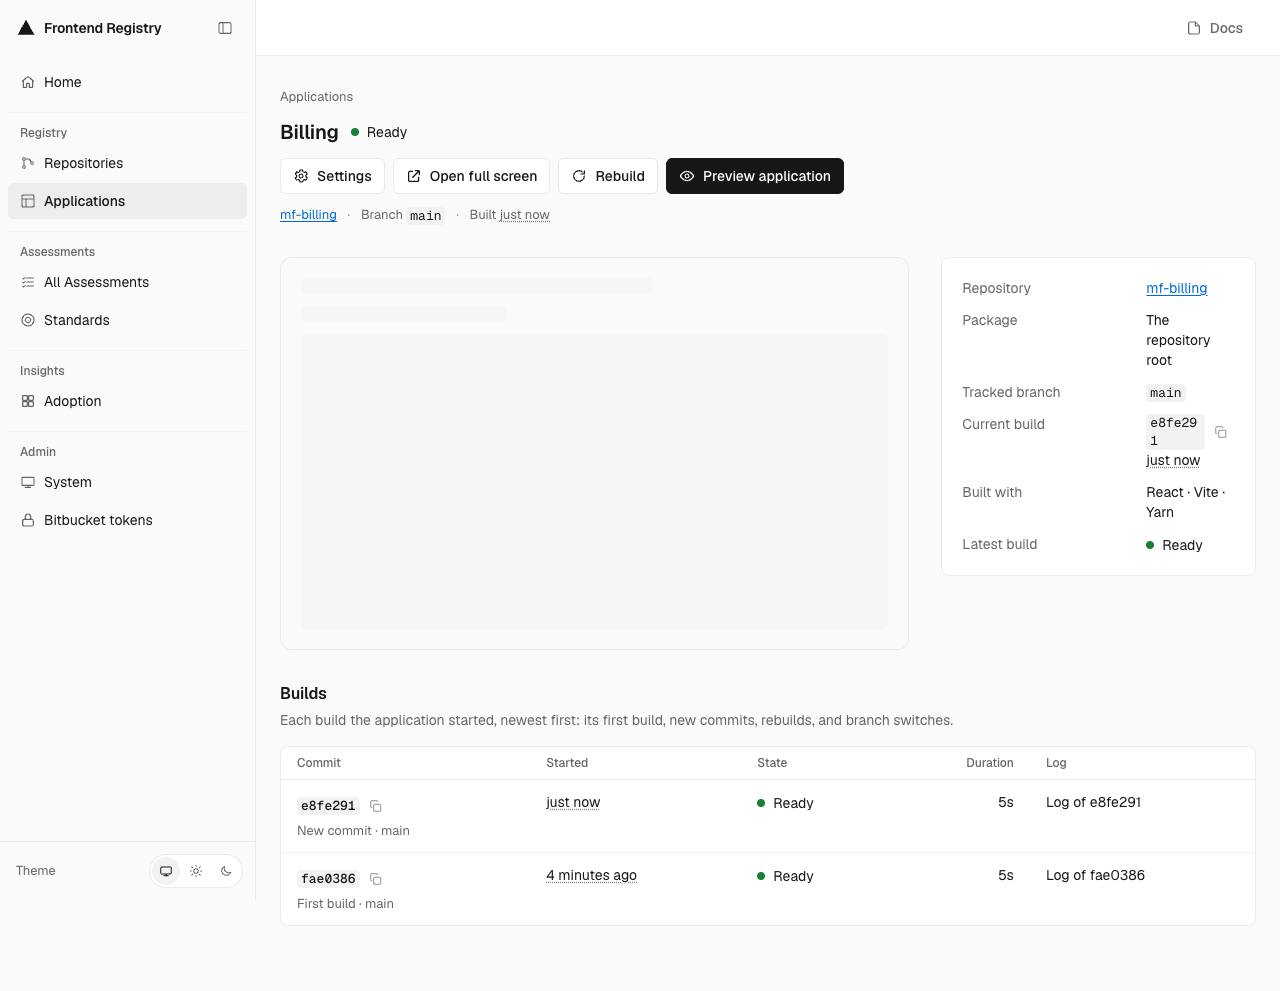 Frontend Registry
Docs
Home
Registry
Repositories
Applications
Assessments
All Assessments
Standards
Insights
Adoption
Admin
System
Bitbucket tokens
Theme
Applications
Billing Ready
Settings Open full screen Rebuild Preview application
mf-billing · Branch main · Built just now
Repository mf-billing
Package The
repository
root
Tracked branch main
Current build e8fe29
1
just now
Built with React · Vite ·
Yarn
Latest build Ready
Builds
Each build the application started, newest first: its first build, new commits, rebuilds, and branch switches.
Commit Started State Duration Log
e8fe291 just now Ready 5s Log of e8fe291
New commit · main
fae0386 4 minutes ago Ready 5s Log of fae0386
First build · main